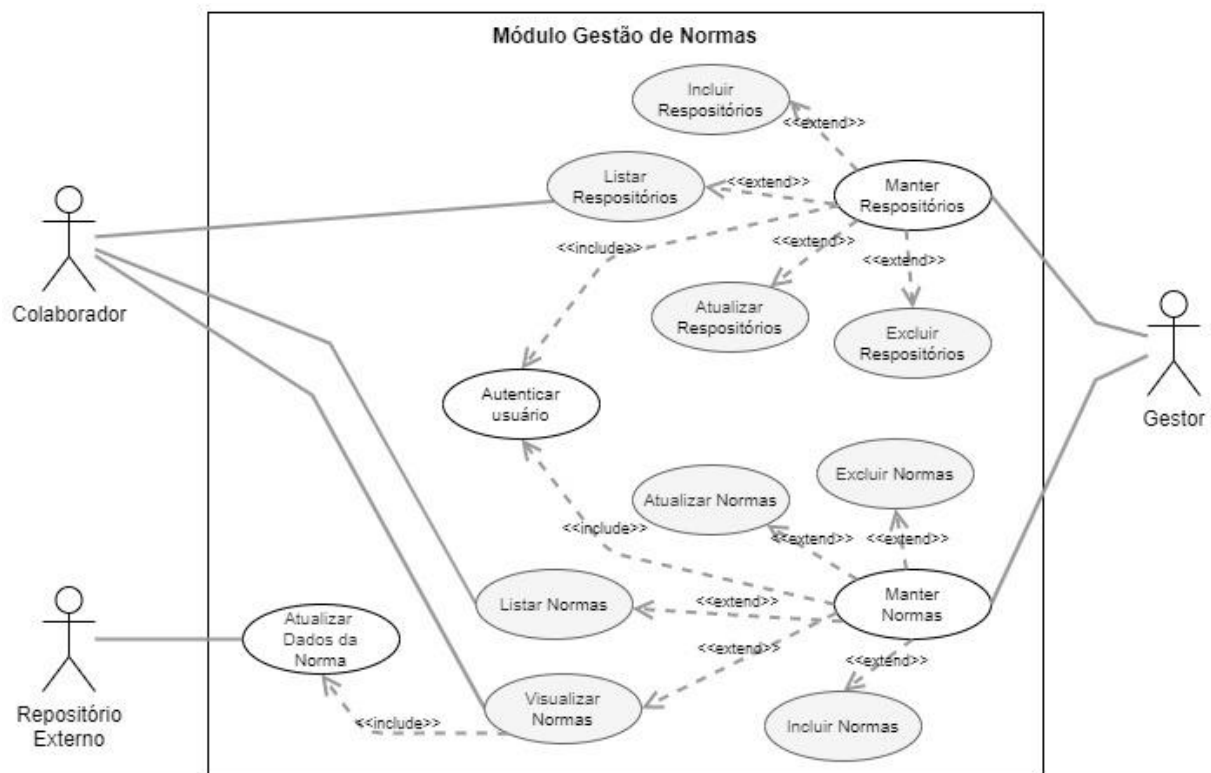 Módulo Gestão de Normas
Incluir
Respositórios
<<extend>>
Listar
Respositórios
<<extend>>
Manter
Respositórios
<<include>>
<<extend>>
<<extend>>
Colaborador
Atualizar
Respositórios
Excluir
Respositórios
Autenticar
usuário
Gestor
Excluir Normas
Atualizar Normas
<<include>>
<<extend>>
<<extend>>
Listar Normas
<<extend>>
Manter
Normas
Atualizar
Dados da
Norma
<<extend>>
<<extend>>
Repositório
Externo
<<include>>
Visualizar
Normas
Incluir Normas